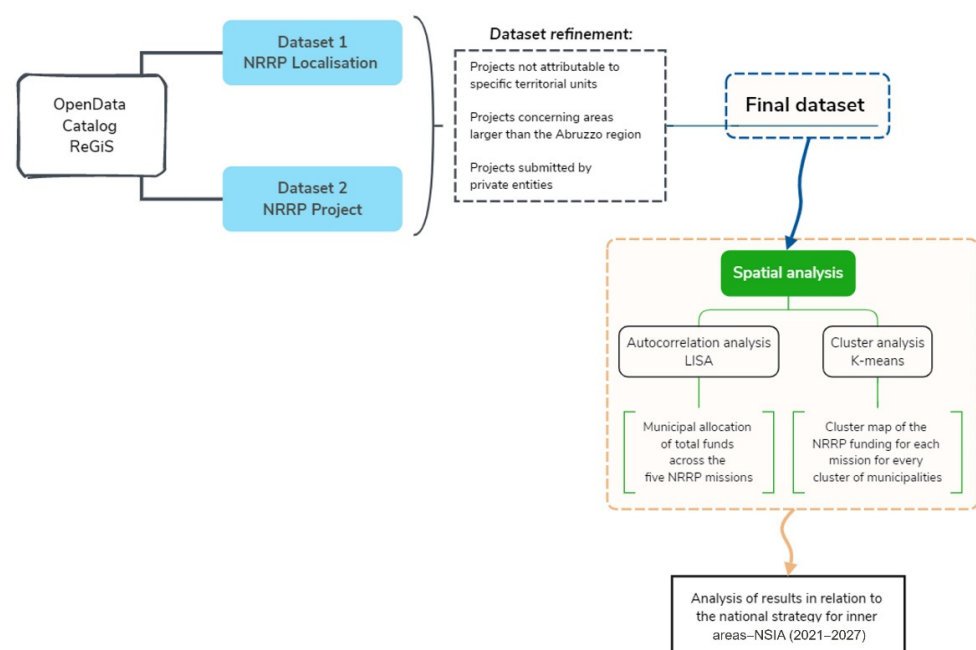 OpenData
Catalog
ReGiS
Dataset 1
NRRP Localisation
Dataset 2
NRRP Project
Dataset refinement:
Projects not attributable to
specific territorial units
Projects concerning areas
larger than the Abruzzo region
Projects submitted by
private entities
Final dataset
Spatial analysis
Autocorrelation analysis
LISA
Cluster analysis
K-means
Municipal allocation
of total funds
across the
five NRRP missions
Cluster map of the
NRRP funding for each
mission for every
cluster of municipalities
Analysis of results in relation to
the national strategy for inner
areas–NSIA (2021–2027)